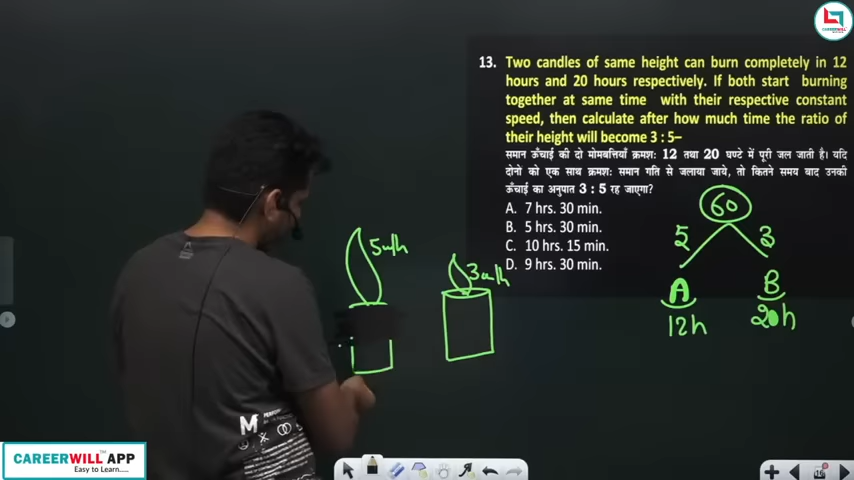 13. Two candles of same height can burn completely in 12
hours and 20 hours respectively. If both start burning
together at same time with their respective constant
speed, then calculate after how much time the ratio of
their height will become 3 : 5–
समान ऊँचाई की दो मोमबत्तियाँ क्रमशः 12 तथा 20 घण्टे में पूरी जल जाती है। यदि
दोनो को एक साथ क्रमशः समान गति से जलाया जाये, तो कितने समय बाद उनकी
ऊँचाई का अनुपात 3 : 5 रह जाएगा?
A. 7 hrs. 30 min.
B. 5 hrs. 30 min.
C. 10 hrs. 15 min.
D. 9 hrs. 30 min.
60
5 3
A B
12h 20h
5u/h
3u/h
M
CAREERWILL APP
Easy to Learn.....